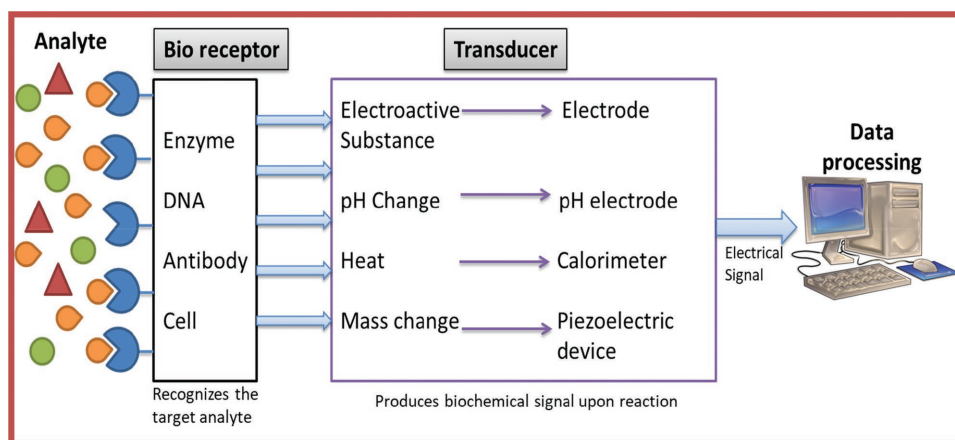 Analyte
Bio receptor
Transducer
Enzyme
DNA
Antibody
Cell
Recognizes the
target analyte
Electroactive
Substance
Electrode
pH Change
pH electrode
Heat
Calorimeter
Mass change
Piezoelectric
device
Produces biochemical signal upon reaction
Electrical
Signal
Data
processing